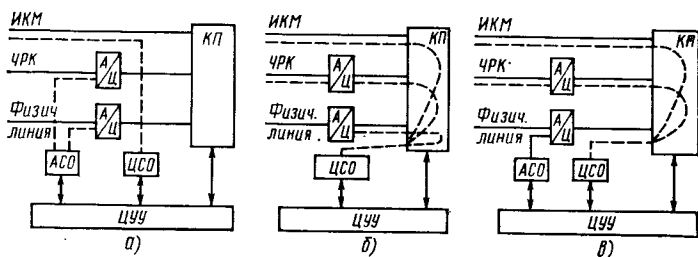 ИКМ
КП
ЧРК
А/Ц
Физич.
линия
А/Ц
АСО
ЦСО
ЦУУ
а)
ИКМ
КП
ЧРК
А/Ц
Физич.
линия
А/Ц
ЦСО
ЦУУ
б)
ИКМ
КП
ЧРК
А/Ц
Физич.
линия
А/Ц
АСО
ЦСО
ЦУУ
в)